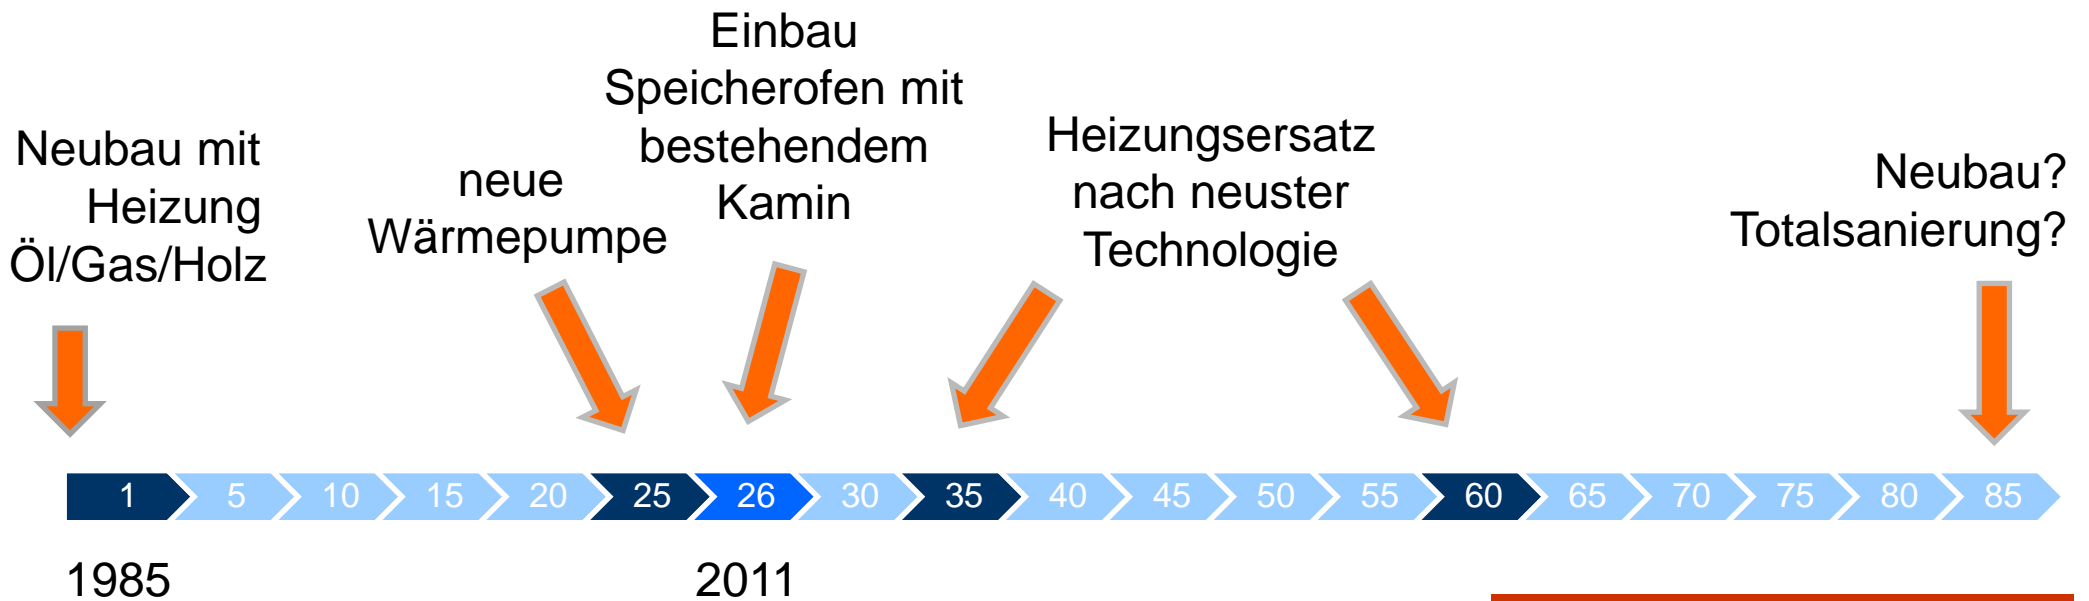 Neubau mit
Heizung
Öl/Gas/Holz
neue
Wärmepumpe
Einbau
Speicherofen mit
bestehendem
Kamin
Heizungsersatz
nach neuster
Technologie
Neubau?
Totalsanierung?
1 5 10 15 20 25 26 30 35 40 45 50 55 60 65 70 75 80 85
1985 2011